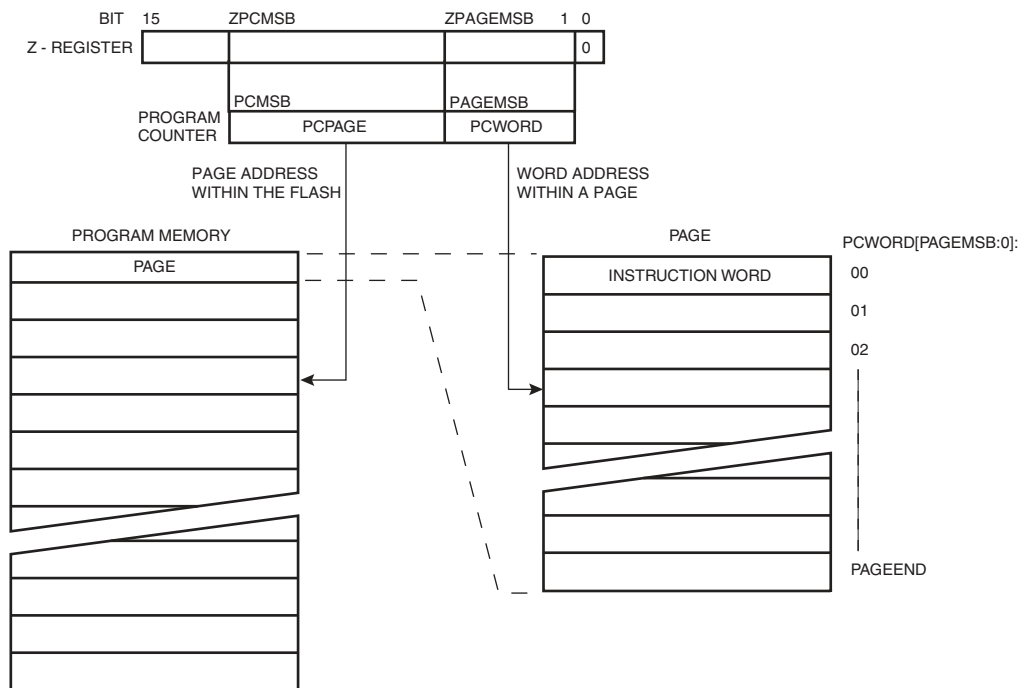 BIT 15 ZPCMSB ZPAGEMSB 1 0
Z - REGISTER 0
PCMSB PAGEMSB
PROGRAM
COUNTER
PCPAGE PCWORD
PAGE ADDRESS
WITHIN THE FLASH
WORD ADDRESS
WITHIN A PAGE
PROGRAM MEMORY
PAGE
PAGE
INSTRUCTION WORD
PCWORD[PAGEMSB:0]:
00
01
02
PAGEEND